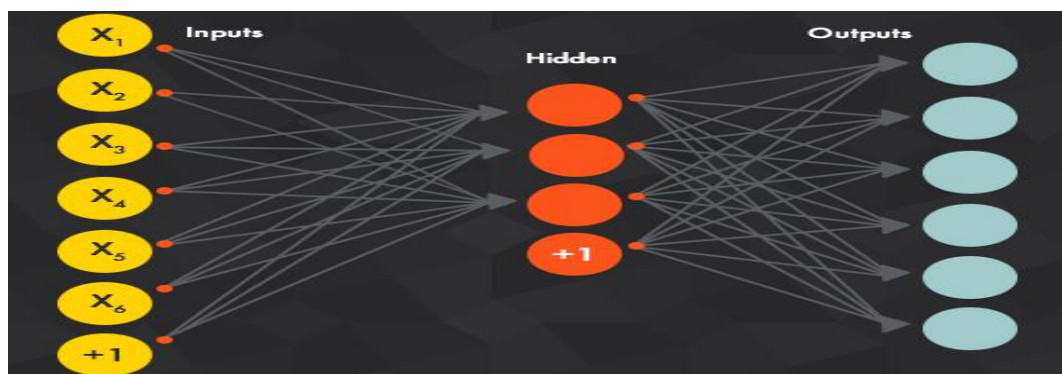 Inputs
X₁
X₂
X₃
X₄
X₅
X₆
+1
Hidden
+1
Outputs